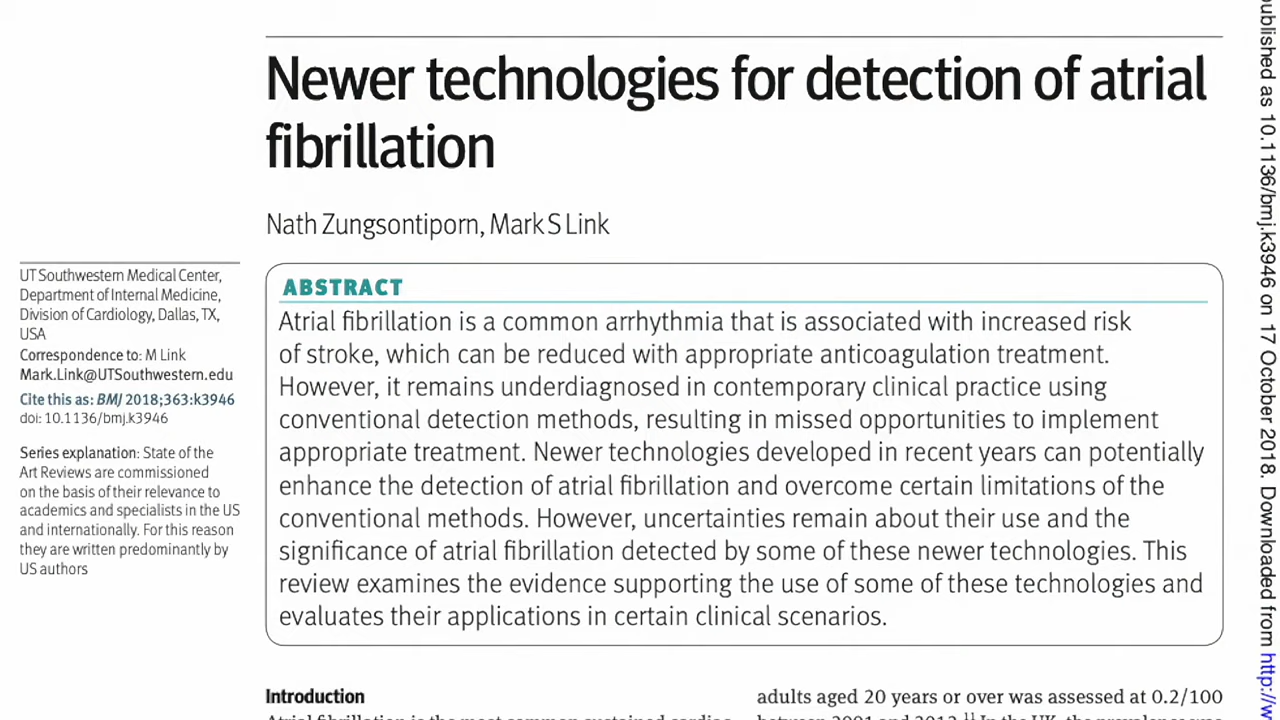 Newer technologies for detection of atrial
fibrillation
Nath Zungsontiporn, Mark S Link
UT Southwestern Medical Center,
Department of Internal Medicine,
Division of Cardiology, Dallas, TX,
USA
Correspondence to: M Link
Mark.Link@UTSouthwestern.edu
Cite this as: BMJ 2018;363:k3946
doi: 10.1136/bmj.k3946
Series explanation: State of the
Art Reviews are commissioned
on the basis of their relevance to
academics and specialists in the US
and internationally. For this reason
they are written predominantly by
US authors
ABSTRACT
Atrial fibrillation is a common arrhythmia that is associated with increased risk
of stroke, which can be reduced with appropriate anticoagulation treatment.
However, it remains underdiagnosed in contemporary clinical practice using
conventional detection methods, resulting in missed opportunities to implement
appropriate treatment. Newer technologies developed in recent years can potentially
enhance the detection of atrial fibrillation and overcome certain limitations of the
conventional methods. However, uncertainties remain about their use and the
significance of atrial fibrillation detected by some of these newer technologies. This
review examines the evidence supporting the use of some of these technologies and
evaluates their applications in certain clinical scenarios.
Introduction
adults aged 20 years or over was assessed at 0.2/100
published as 10.1136/bmj.k3946 on 17 October 2018. Downloaded from http://w